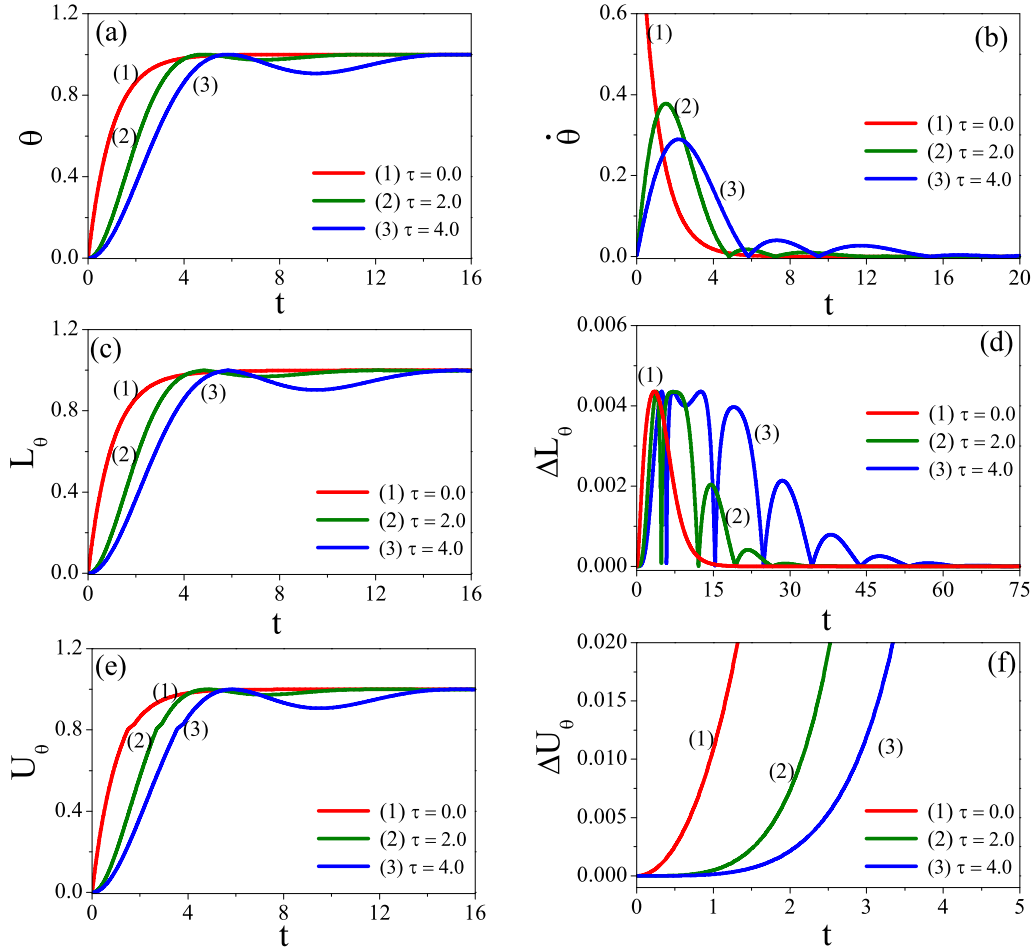 (a)
1.2
0.8
0.4
0.0
θ
(1)
(2)
(3)
(1) τ = 0.0
(2) τ = 2.0
(3) τ = 4.0
0 4 8 12 16
t
(b)
0.6
0.4
0.2
0.0
θ̇
(1)
(2)
(3)
(1) τ = 0.0
(2) τ = 2.0
(3) τ = 4.0
0 4 8 12 16 20
t
(c)
1.2
0.8
0.4
0.0
L_θ
(1)
(2)
(3)
(1) τ = 0.0
(2) τ = 2.0
(3) τ = 4.0
0 4 8 12 16
t
(d)
0.006
0.004
0.002
0.000
ΔL_θ
(1)
(2)
(3)
(1) τ = 0.0
(2) τ = 2.0
(3) τ = 4.0
0 15 30 45 60 75
t
(e)
1.2
0.8
0.4
0.0
U_θ
(1)
(2)
(3)
(1) τ = 0.0
(2) τ = 2.0
(3) τ = 4.0
0 4 8 12 16
t
(f)
0.020
0.015
0.010
0.005
0.000
ΔU_θ
(1)
(2)
(3)
(1) τ = 0.0
(2) τ = 2.0
(3) τ = 4.0
0 1 2 3 4 5
t